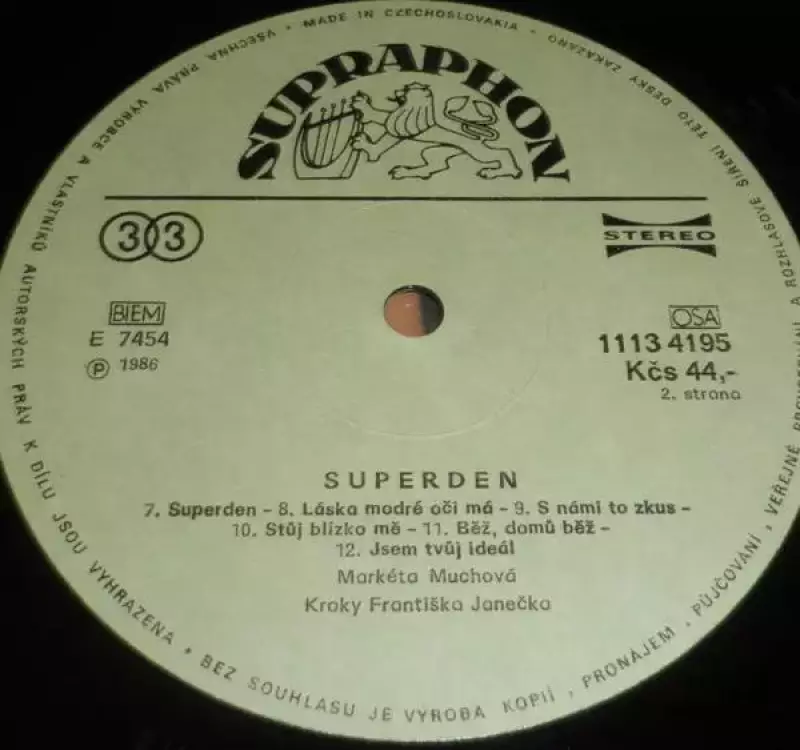 VŠECHNA PRÁVA VÝROBCE A VLASTNÍKŮ AUTORSKÝCH PRÁV K DÍLU JSOU VYHRAZENA • BEZ SOUHLASU JE VÝROBA KOPIÍ, PRONÁJEM, PŮJČOVÁNÍ, VEŘEJNÉ PROVOZOVÁNÍ A ROZHLASOVÉ ŠÍŘENÍ TÉTO DESKY ZAKÁZÁNO
• MADE IN CZECHOSLOVAKIA •
SUPRAPHON
33
STEREO
BIEM
OSA
E 7454
1113 4195
Ⓟ 1986
Kčs 44,-
2. strana
SUPERDEN
7. Superden – 8. Láska modré oči má – 9. S námi to zkus –
10. Stůj blízko mě – 11. Běž, domů běž –
12. Jsem tvůj ideál
Markéta Muchová
Kroky Františka Janečka